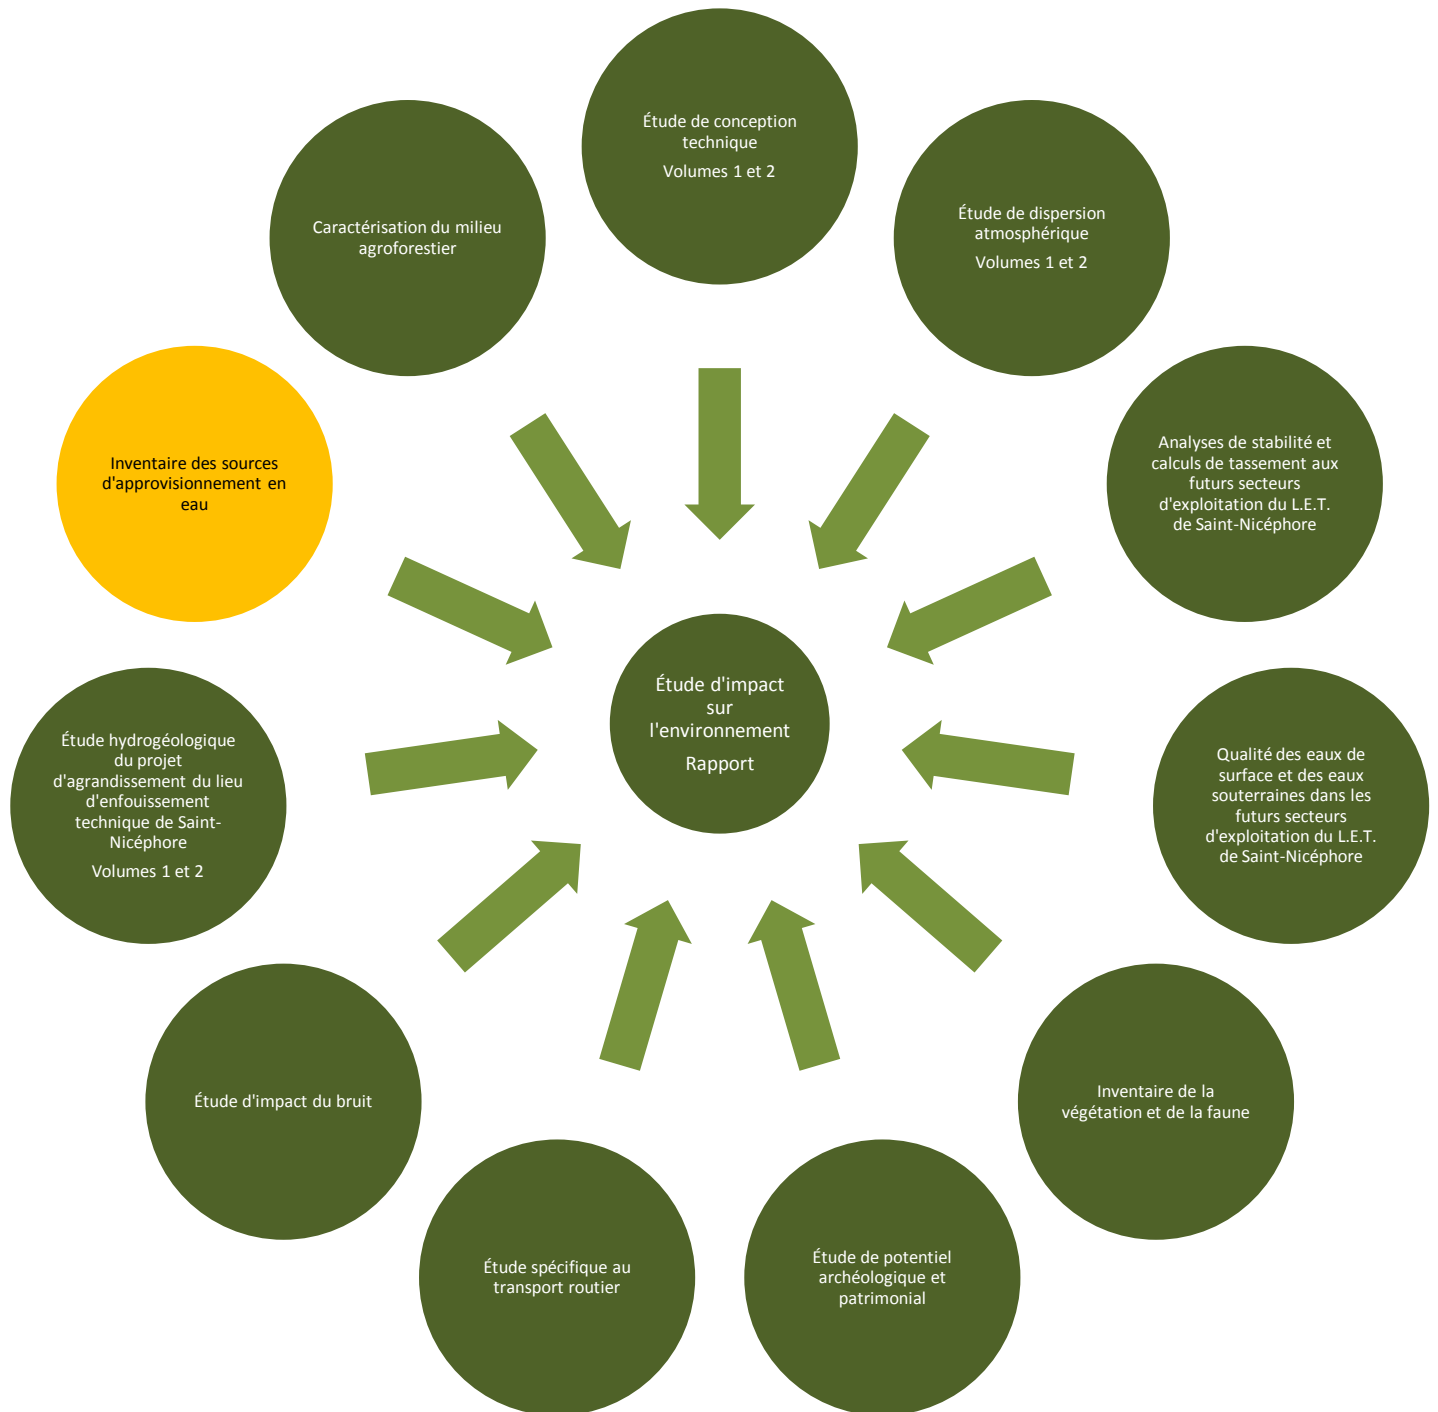 Étude de conception
technique
Volumes 1 et 2
Étude de dispersion
atmosphérique
Volumes 1 et 2
Analyses de stabilité et
calculs de tassement aux
futurs secteurs
d'exploitation du L.E.T.
de Saint-Nicéphore
Qualité des eaux de
surface et des eaux
souterraines dans les
futurs secteurs
d'exploitation du L.E.T.
de Saint-Nicéphore
Inventaire de la
végétation et de la faune
Étude de potentiel
archéologique et
patrimonial
Étude spécifique au
transport routier
Étude d'impact du bruit
Étude hydrogéologique
du projet
d'agrandissement du lieu
d'enfouissement
technique de Saint-
Nicéphore
Volumes 1 et 2
Inventaire des sources
d'approvisionnement en
eau
Caractérisation du milieu
agroforestier
Étude d'impact
sur
l'environnement
Rapport